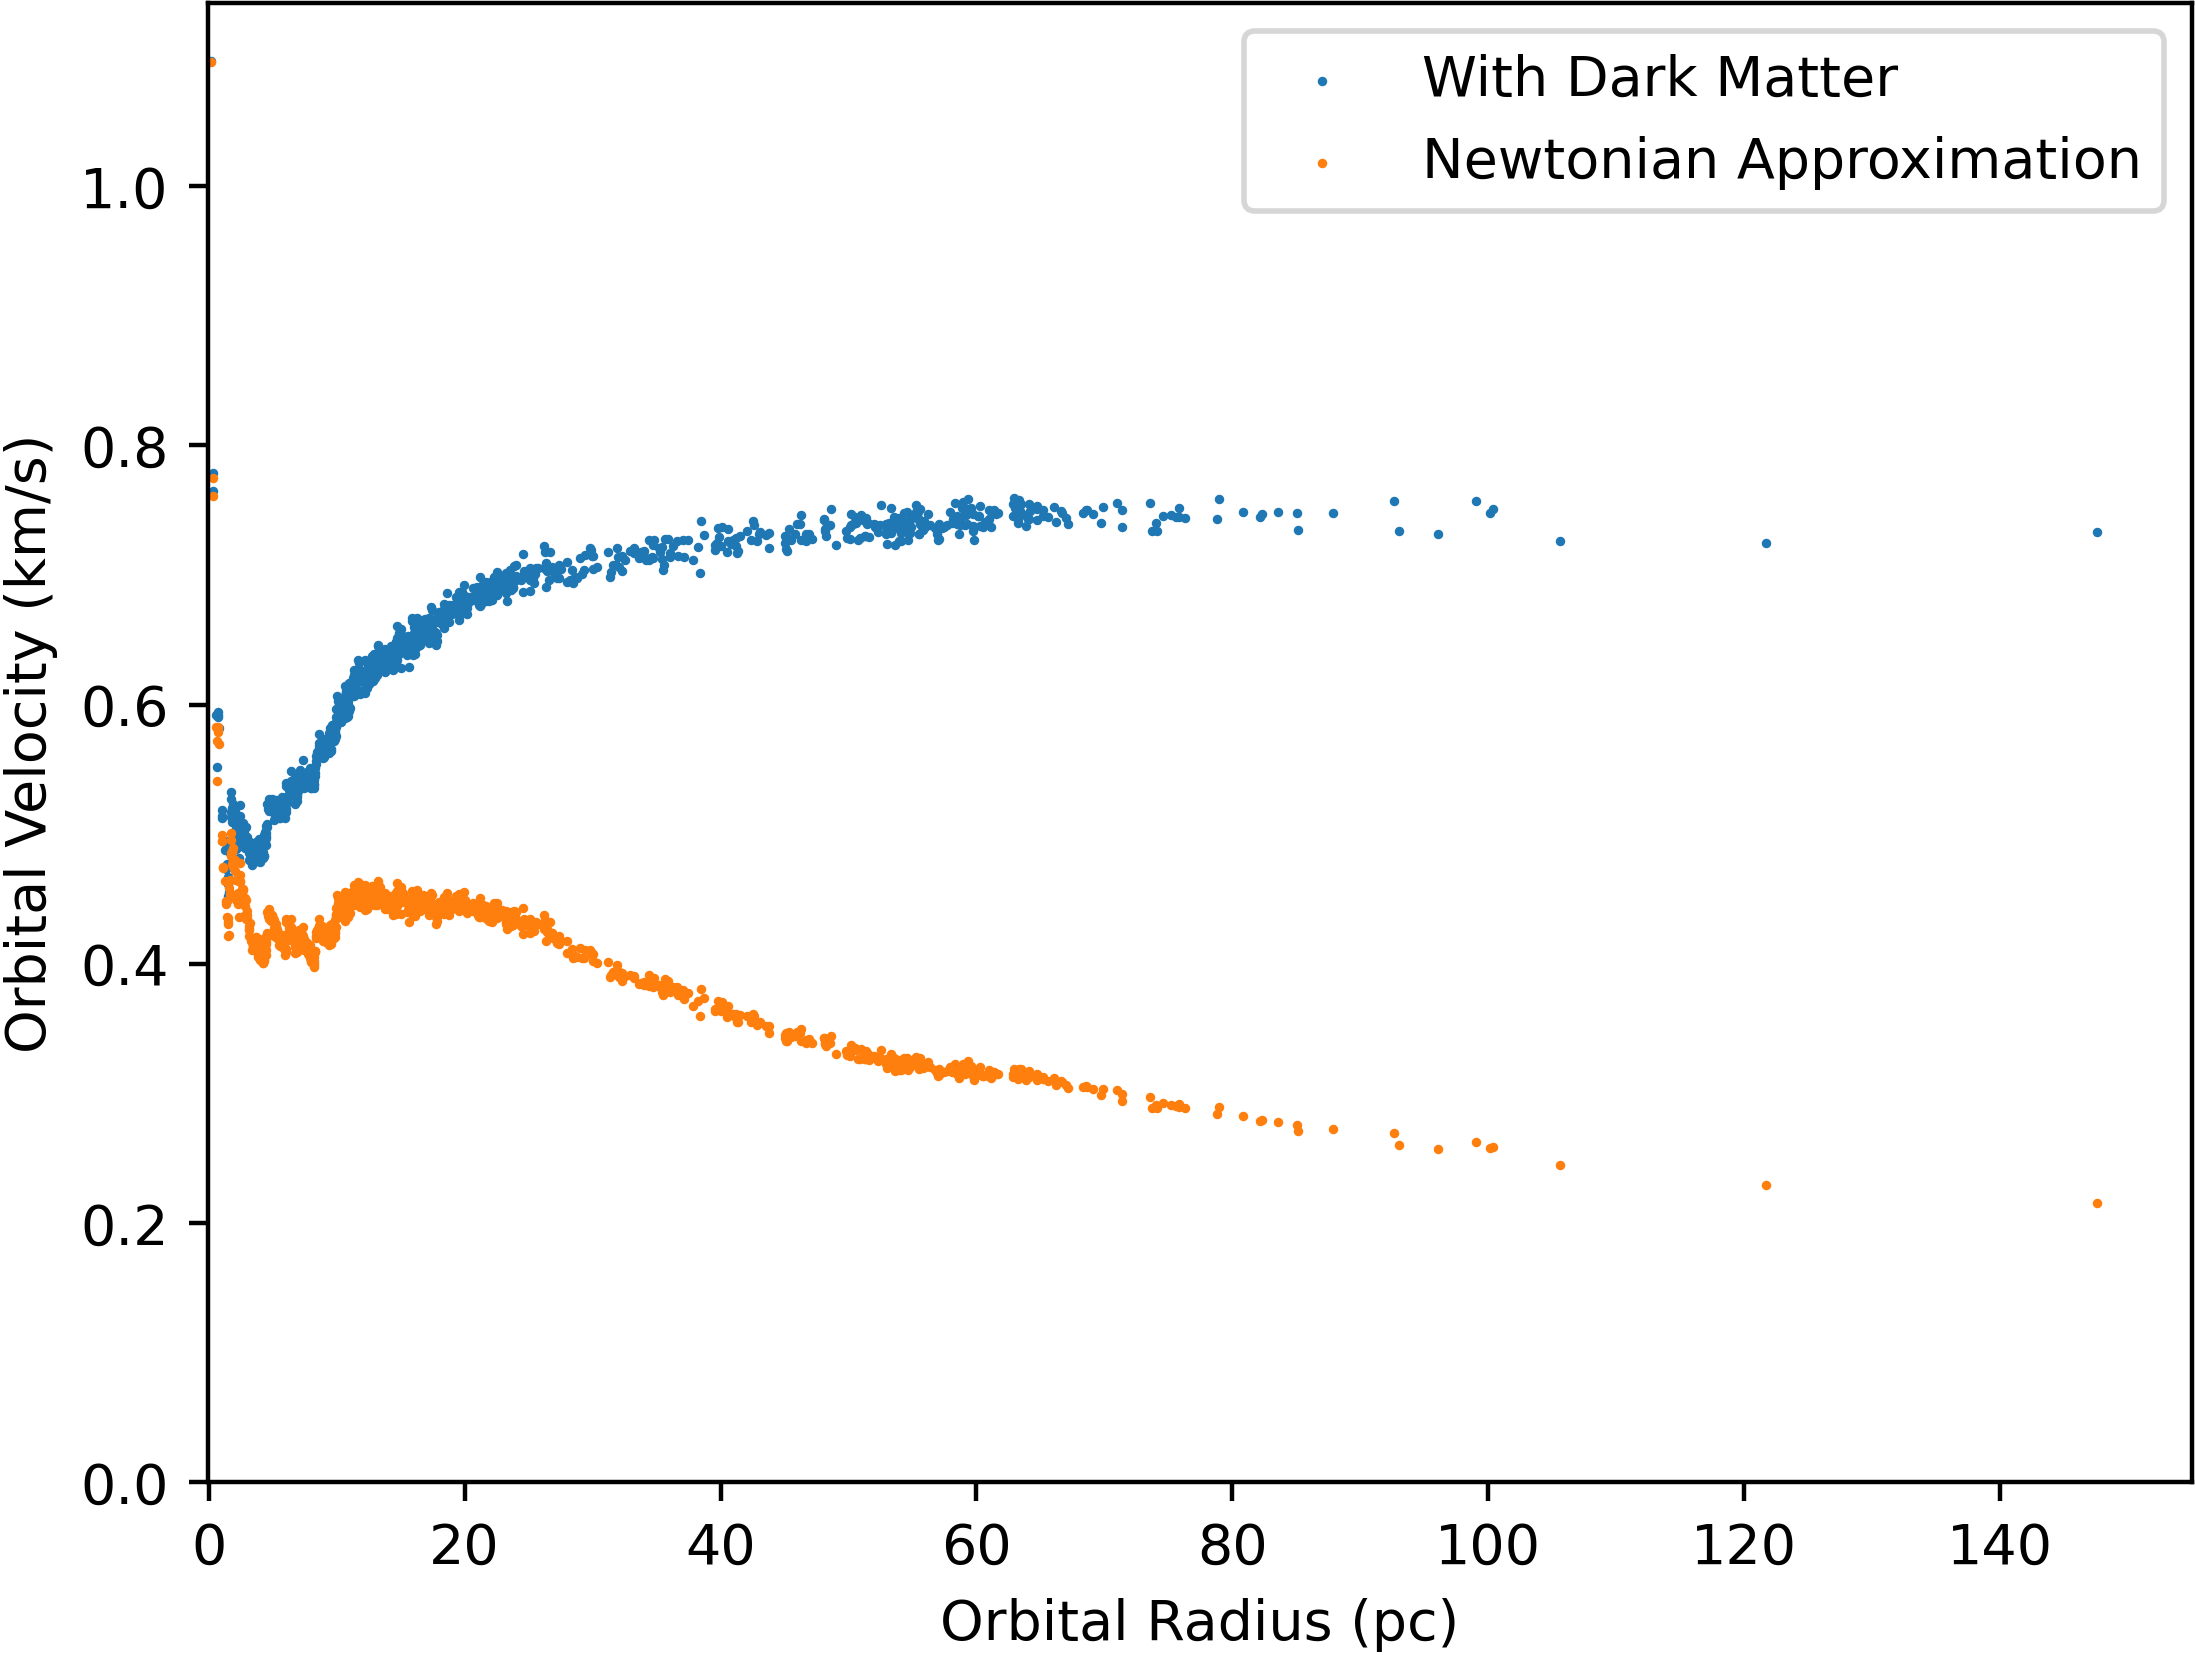 With Dark Matter
Newtonian Approximation
Orbital Velocity (km/s)
1.0
0.8
0.6
0.4
0.2
0.0
0 20 40 60 80 100 120 140
Orbital Radius (pc)